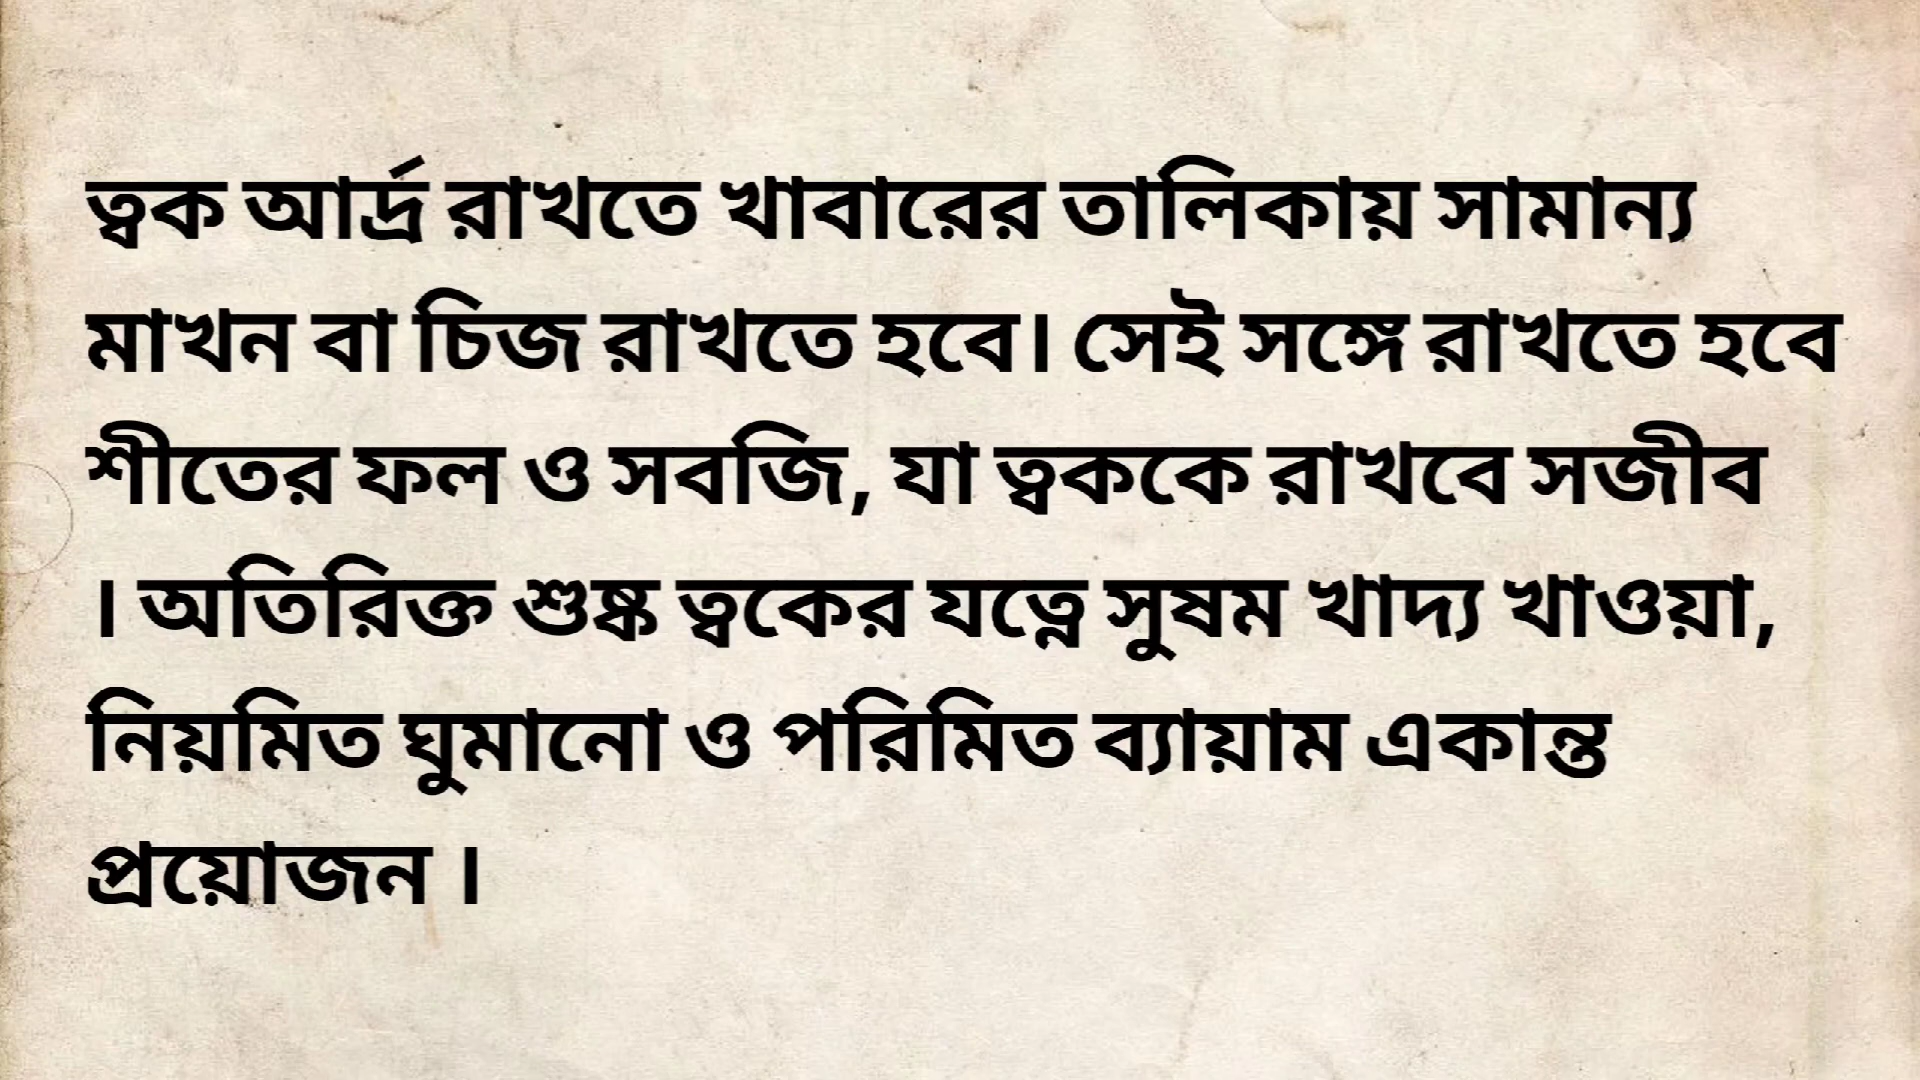 ত্বক আর্দ্র রাখতে খাবারের তালিকায় সামান্য
মাখন বা চিজ রাখতে হবে। সেই সঙ্গে রাখতে হবে
শীতের ফল ও সবজি, যা ত্বককে রাখবে সজীব
। অতিরিক্ত শুষ্ক ত্বকের যত্নে সুষম খাদ্য খাওয়া,
নিয়মিত ঘুমানো ও পরিমিত ব্যায়াম একান্ত
প্রয়োজন ।